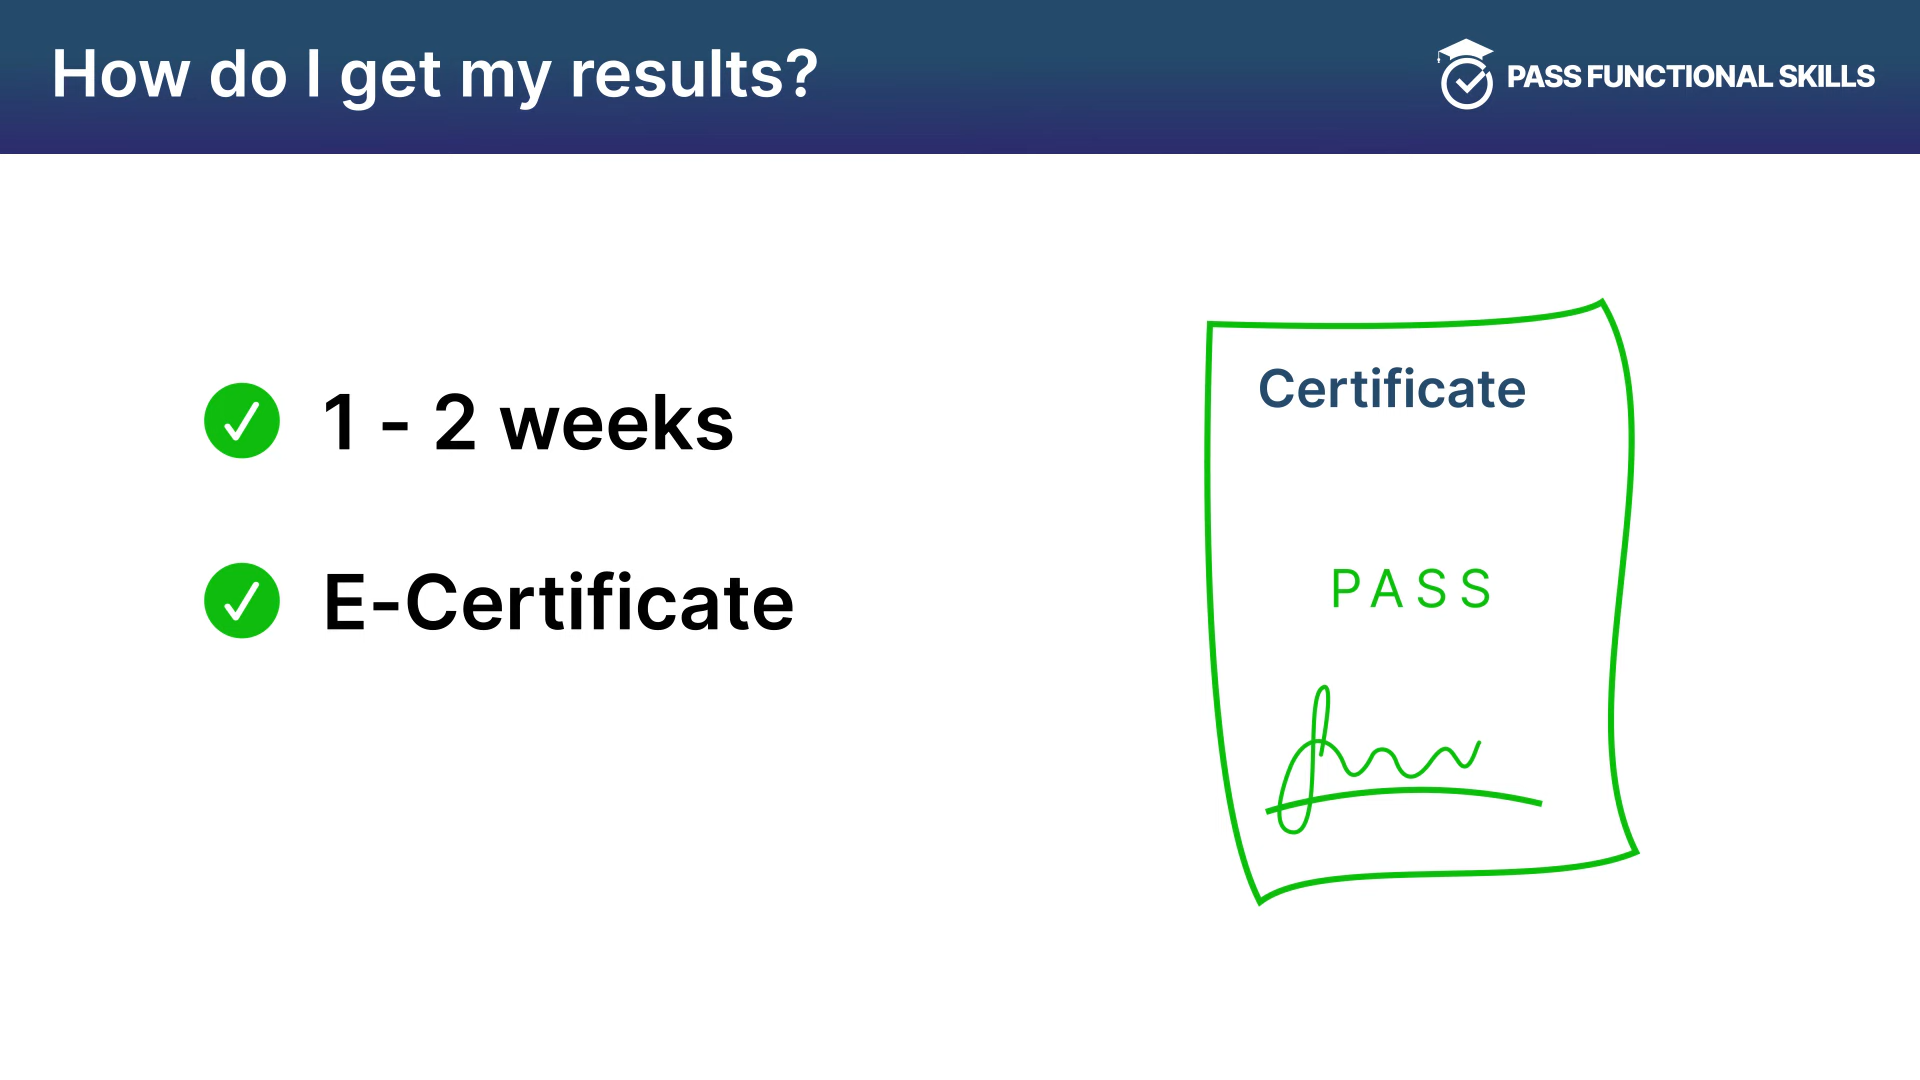 How do I get my results?
PASS FUNCTIONAL SKILLS
1 - 2 weeks
E-Certificate
Certificate
PASS